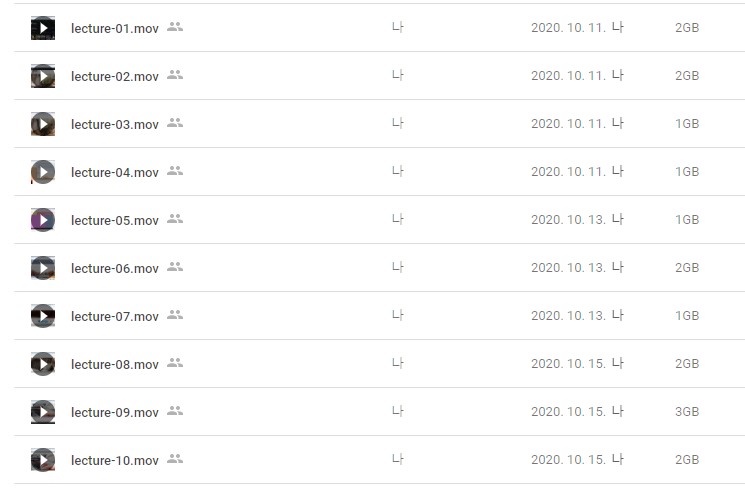 lecture-01.mov 나 2020. 10. 11. 나 2GB
lecture-02.mov 나 2020. 10. 11. 나 2GB
lecture-03.mov 나 2020. 10. 11. 나 1GB
lecture-04.mov 나 2020. 10. 11. 나 1GB
lecture-05.mov 나 2020. 10. 13. 나 1GB
lecture-06.mov 나 2020. 10. 13. 나 2GB
lecture-07.mov 나 2020. 10. 13. 나 1GB
lecture-08.mov 나 2020. 10. 15. 나 2GB
lecture-09.mov 나 2020. 10. 15. 나 3GB
lecture-10.mov 나 2020. 10. 15. 나 2GB